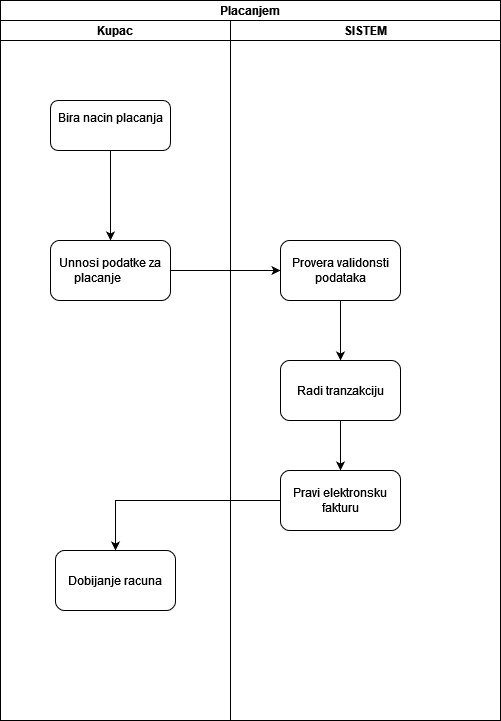 Placanjem
Kupac
SISTEM
Bira nacin placanja
Unnosi podatke za
placanje
Provera validonsti
podataka
Radi tranzakciju
Pravi elektronsku
fakturu
Dobijanje racuna